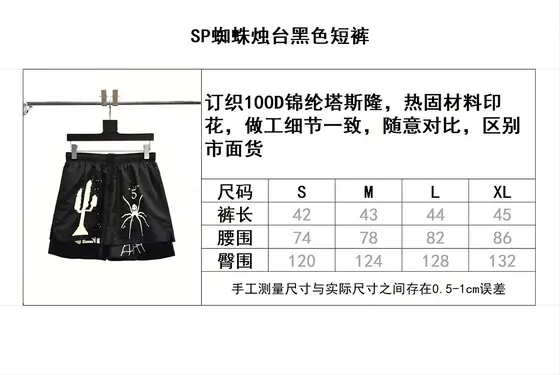 SP蜘蛛烛台黑色短裤
订织100D锦纶塔斯隆，热固材料印
花，做工细节一致，随意对比，区别
市面货
尺码 S M L XL
裤长 42 43 44 45
腰围 74 78 82 86
臀围 120 124 128 132
手工测量尺寸与实际尺寸之间存在0.5-1cm误差